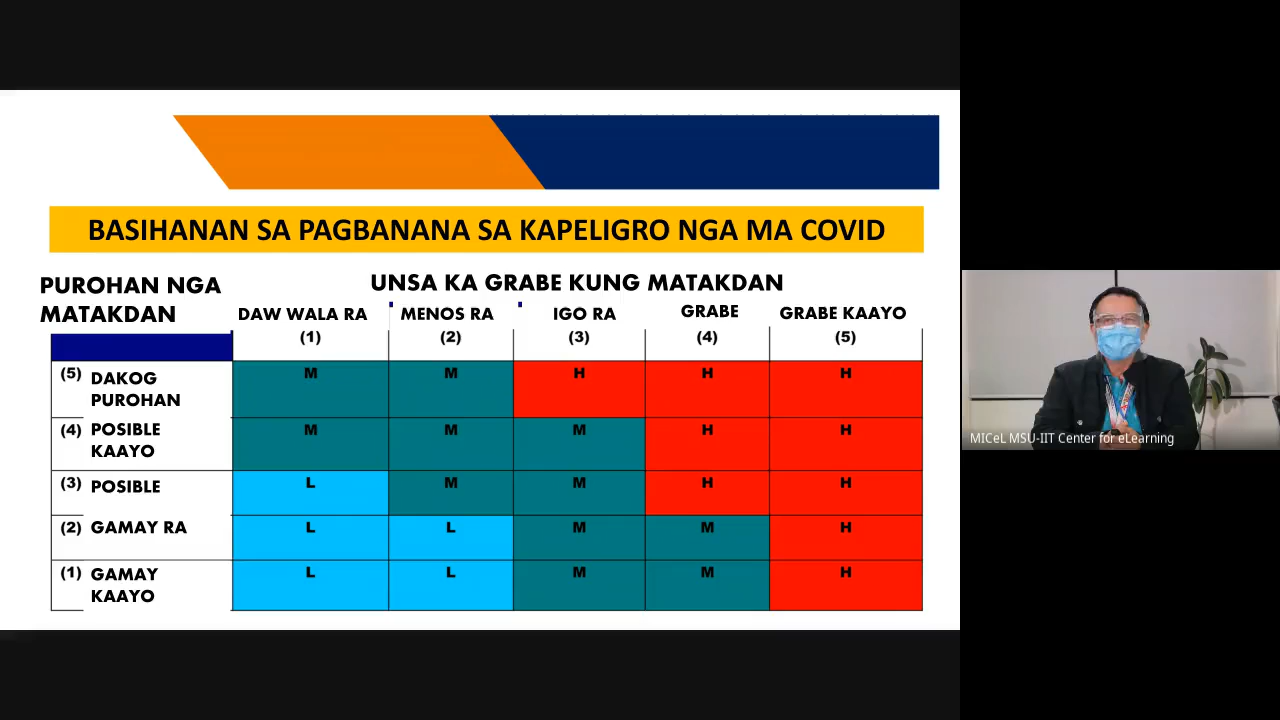 BASIHANAN SA PAGBANANA SA KAPELIGRO NGA MA COVID
PUROHAN NGA
MATAKDAN
UNSA KA GRABE KUNG MATAKDAN
DAW WALA RA MENOS RA IGO RA GRABE GRABE KAAYO
(1) (2) (3) (4) (5)
(5) DAKOG
PUROHAN
M M H H H
(4) POSIBLE
KAAYO
M M M H H
(3) POSIBLE L M M H H
(2) GAMAY RA L L M M H
(1) GAMAY
KAAYO
L L M M H
MICeL MSU-IIT Center for eLearning